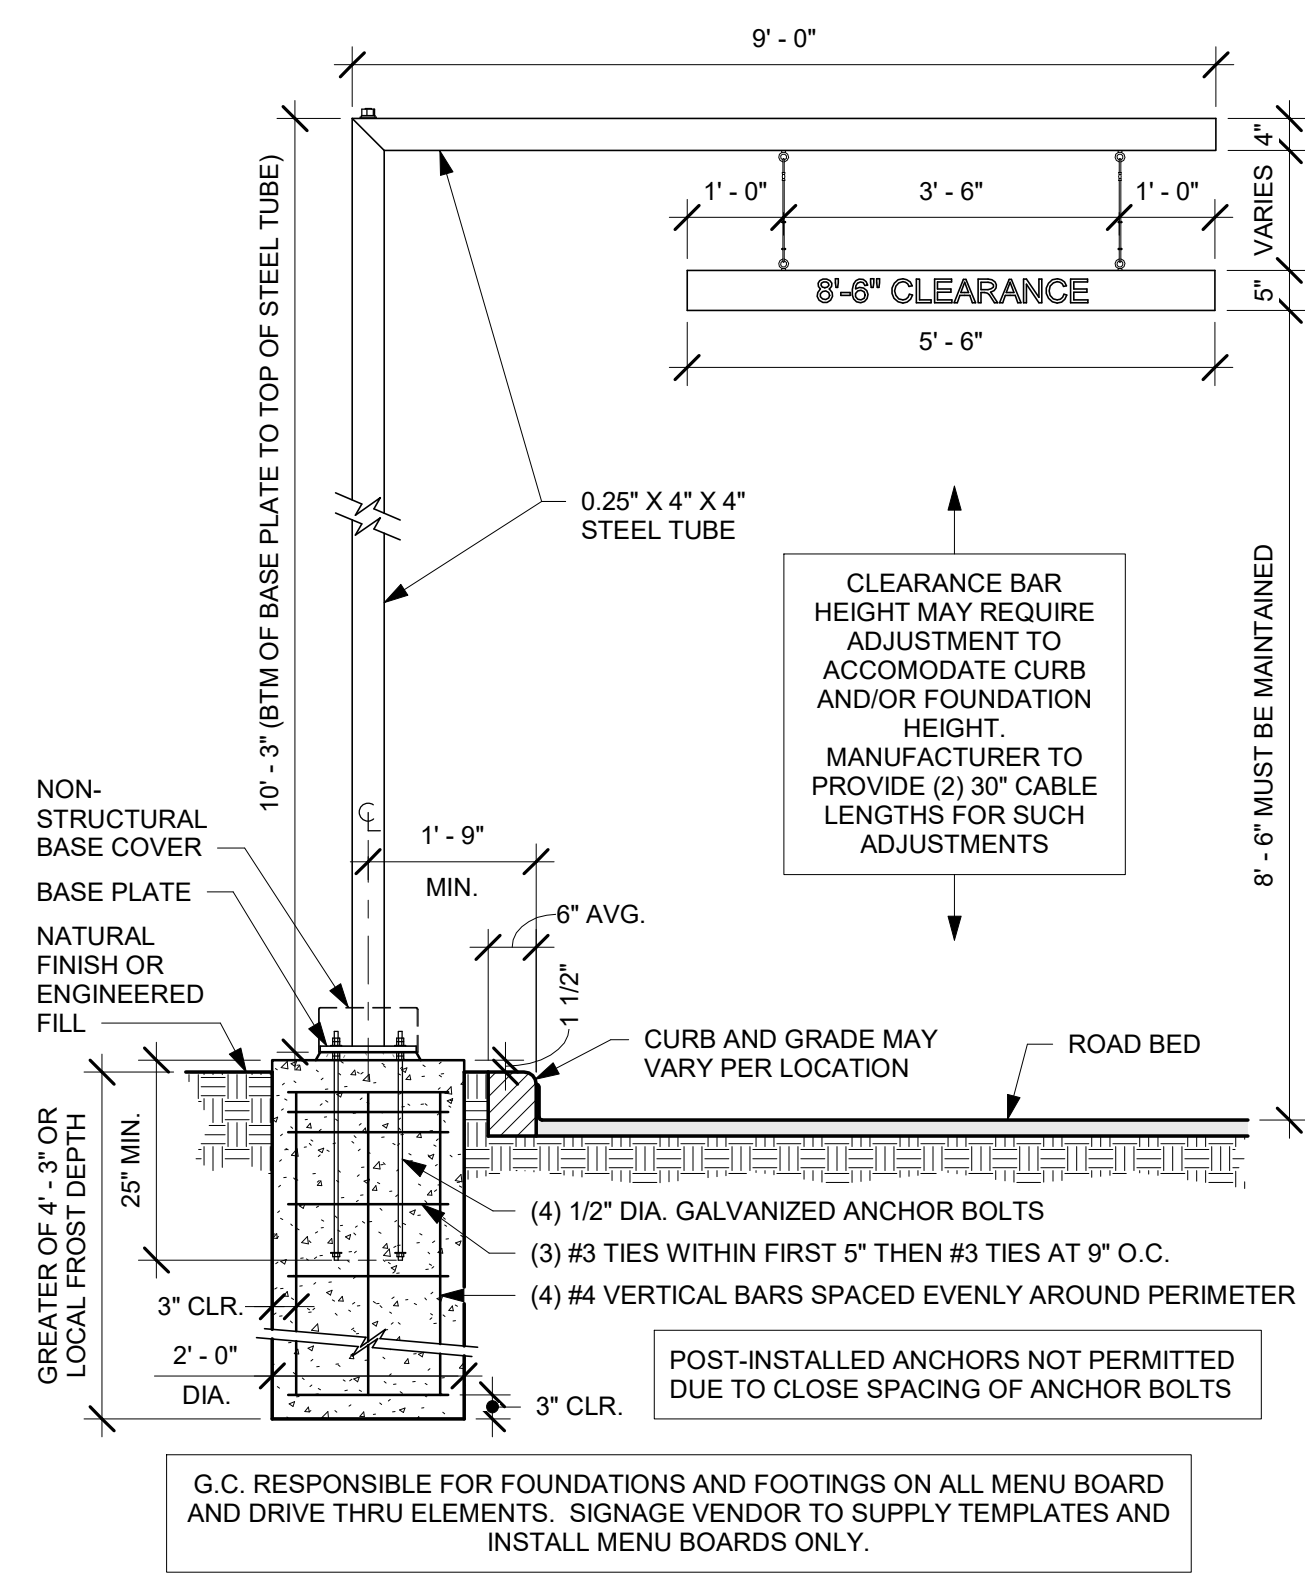 9' - 0"
10' - 3" (BTM OF BASE PLATE TO TOP OF STEEL TUBE)
4"
VARIES
5"
1' - 0"
3' - 6"
1' - 0"
8'-6" CLEARANCE
5' - 6"
0.25" X 4" X 4"
STEEL TUBE
CLEARANCE BAR
HEIGHT MAY REQUIRE
ADJUSTMENT TO
ACCOMODATE CURB
AND/OR FOUNDATION
HEIGHT.
MANUFACTURER TO
PROVIDE (2) 30" CABLE
LENGTHS FOR SUCH
ADJUSTMENTS
8' - 6" MUST BE MAINTAINED
NON-
STRUCTURAL
BASE COVER
BASE PLATE
NATURAL
FINISH OR
ENGINEERED
FILL
CL
1' - 9"
MIN.
6" AVG.
1 1/2"
CURB AND GRADE MAY
VARY PER LOCATION
ROAD BED
GREATER OF 4' - 3" OR
LOCAL FROST DEPTH
25" MIN.
(4) 1/2" DIA. GALVANIZED ANCHOR BOLTS
(3) #3 TIES WITHIN FIRST 5" THEN #3 TIES AT 9" O.C.
(4) #4 VERTICAL BARS SPACED EVENLY AROUND PERIMETER
3" CLR.
2' - 0"
DIA.
3" CLR.
POST-INSTALLED ANCHORS NOT PERMITTED
DUE TO CLOSE SPACING OF ANCHOR BOLTS
G.C. RESPONSIBLE FOR FOUNDATIONS AND FOOTINGS ON ALL MENU BOARD
AND DRIVE THRU ELEMENTS.  SIGNAGE VENDOR TO SUPPLY TEMPLATES AND
INSTALL MENU BOARDS ONLY.